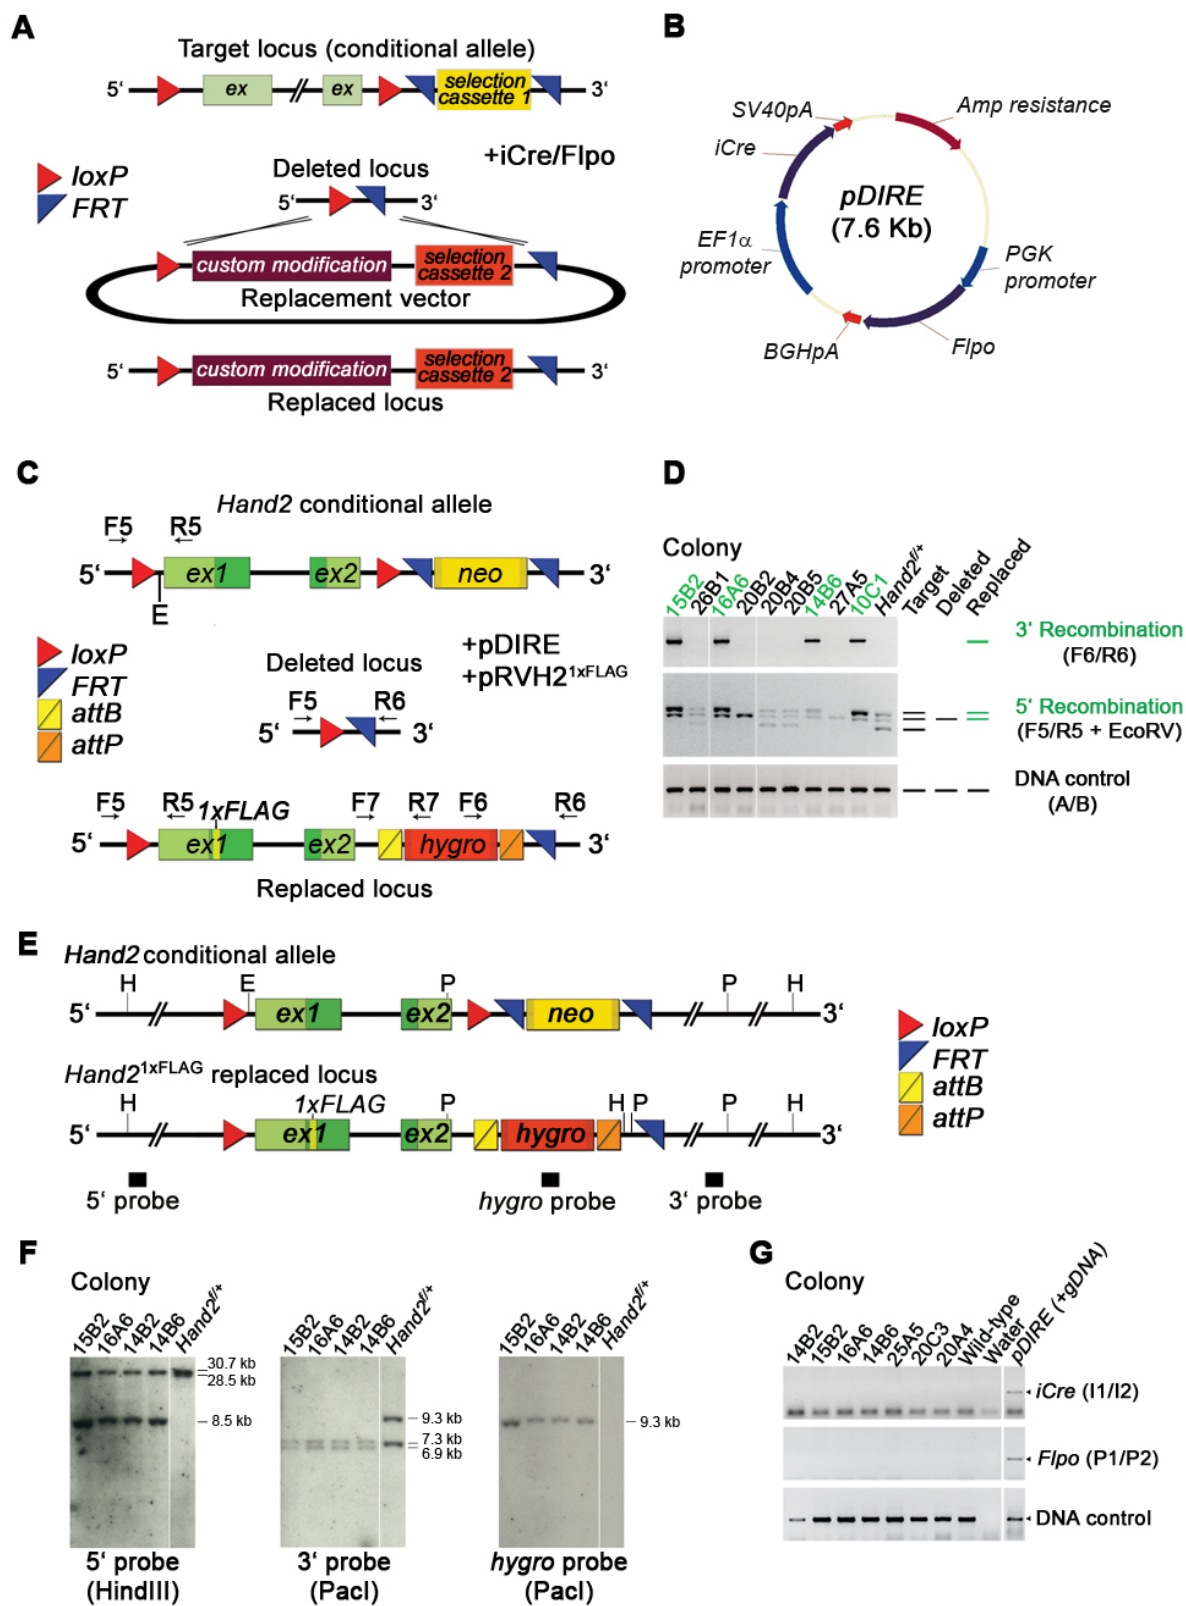 A
Target locus (conditional allele)
5‘ ex ex selection cassette 1 3‘
+iCre/Flpo
loxP
FRT
Deleted locus
5‘ 3‘
custom modification selection cassette 2
Replacement vector
5‘ custom modification selection cassette 2 3‘
Replaced locus
B
SV40pA Amp resistance
iCre
pDIRE
(7.6 Kb)
EF1α promoter
PGK promoter
BGHpA Flpo
C
Hand2 conditional allele
F5 R5
5‘ ex1 ex2 neo 3‘
E
loxP
FRT
attB
attP
+pDIRE
+pRVH2 1xFLAG
Deleted locus
F5 R6
5‘ 3‘
F5 R5 1xFLAG F7 R7 F6 R6
5‘ ex1 ex2 hygro 3‘
Replaced locus
D
Colony
15B2 26B1 16A6 20B2 20B4 20B5 14B6 27A5 10C1 Hand2f/+ Target Deleted Replaced
3‘ Recombination
(F6/R6)
5‘ Recombination
(F5/R5 + EcoRV)
DNA control
(A/B)
E
Hand2 conditional allele
H E P P H
5‘ ex1 ex2 neo 3‘
Hand2 1xFLAG replaced locus
H 1xFLAG P H P P H
5‘ ex1 ex2 hygro 3‘
5‘ probe hygro probe 3‘ probe
loxP
FRT
attB
attP
F
Colony
15B2 16A6 14B2 14B6 Hand2f/+
30.7 kb
28.5 kb
8.5 kb
5‘ probe
(HindIII)
15B2 16A6 14B2 14B6 Hand2f/+
9.3 kb
7.3 kb
6.9 kb
3‘ probe
(PacI)
15B2 16A6 14B2 14B6 Hand2f/+
9.3 kb
hygro probe
(PacI)
G
Colony
14B2 15B2 16A6 14B6 25A5 20C3 20A4 Wild-type Water pDIRE (+gDNA)
iCre (I1/I2)
Flpo (P1/P2)
DNA control